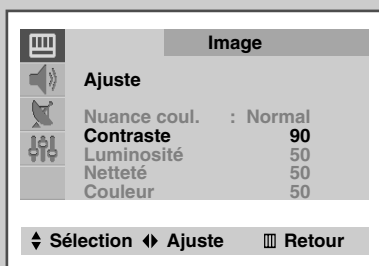 Image
Ajuste
Nuance coul. : Normal
Contraste 90
Luminosité 50
Netteté 50
Couleur 50
Sélection Ajuste Retour